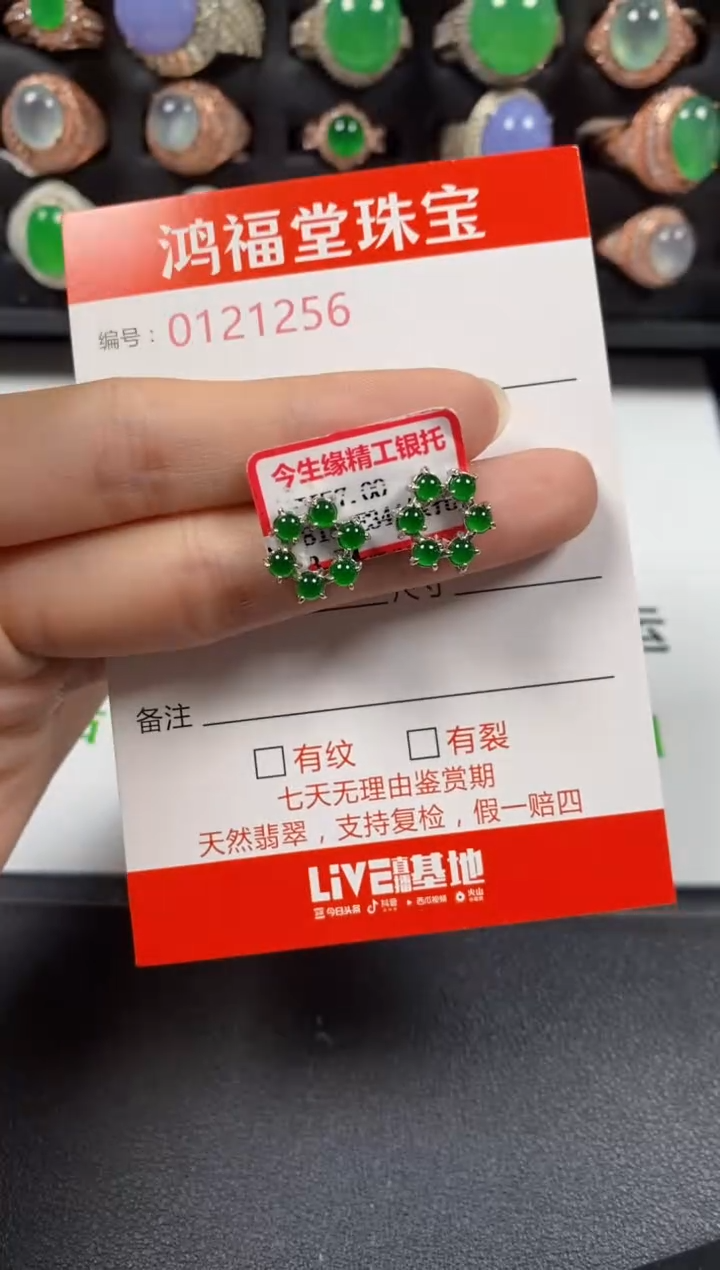 鸿福堂珠宝
编号：0121256
今生缘精工银托
尺寸
备注
有纹 有裂
七天无理由鉴赏期
天然翡翠，支持复检，假一赔四
LiVE直播基地
今日头条 抖音 西瓜视频 火山